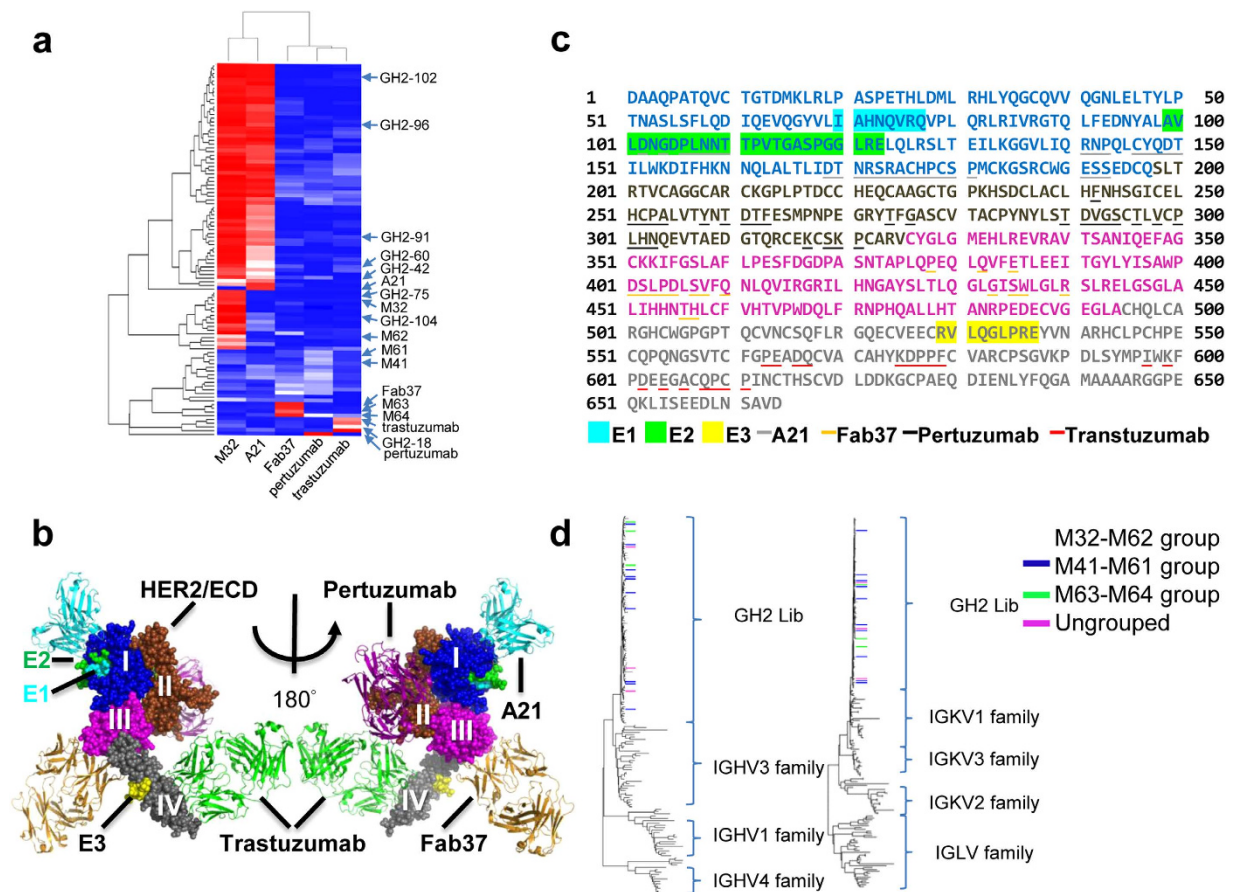 a
GH2-102
GH2-96
GH2-91
GH2-60
GH2-42
A21
GH2-75
M32
GH2-104
M62
M61
M41
Fab37
M63
M64
trastuzumab
GH2-18
pertuzumab
M32
A21
Fab37
pertuzumab
trastuzumab
c
1 DAAQPATQVC TGTDMKLRLP ASPETHLDML RHLYQGCQVV QGNLELTYLP 50
51 TNASLSFLQD IQEVQGYVLI AHNQVRQVPL QRLRIVRGTQ LFEDNYALAV 100
101 LDNGDPLNNT TPVTGASPGG LRELQLRSLT EILKGGVLIQ RNPQLCYQDT 150
151 ILWKDIFHKN NQLALTLIDT NRSRACHPCS PMCKGSRCWG ESSEDCQSLT 200
201 RTVCAGGCAR CKGPLPTDCC HEQCAAGCTG PKHSDCLACL HFNHSGICEL 250
251 HCPALVTYNT DTFESMPNPE GRYTFGASCV TACPYNYLST DVGSCTLVCP 300
301 LHNQEVTAED GTQRCEKCSK PCARVCYGLG MEHLREVRAV TSANIQEFAG 350
351 CKKIFGSLAF LPESFDGDPA SNTAPLQPEQ LQVFETLEEI TGYLYISAWP 400
401 DSLPDLSVFQ NLQVIRGRIL HNGAYSLTLQ GLGISWLGLR SLRELGSGLA 450
451 LIHHNTHLCF VHTVPWDQLF RNPHQALLHT ANRPEDECVG EGLACHQLCA 500
501 RGHCWGPGPT QCVNCSQFLR GQECVEECRV LQGLPREYVN ARHCLPCHPE 550
551 CQPQNGSVTC FGPEADQCVA CAHYKDPPFC VARCPSGVKP DLSYMPIWKF 600
601 PDEEGACQPC PINCTHSCVD LDDKGCPAEQ DIENLYFQGA MAAAARGGPE 650
651 QKLISEEDLN SAVD
E1 E2 E3 A21 Fab37 Pertuzumab Transtuzumab
b
HER2/ECD
Pertuzumab
E2
E1
I
II
III
IV
180°
I
II
III
IV
A21
E3
Trastuzumab
Fab37
d
GH2 Lib
IGHV3 family
IGHV1 family
IGHV4 family
GH2 Lib
IGKV1 family
IGKV3 family
IGKV2 family
IGLV family
M32-M62 group
M41-M61 group
M63-M64 group
Ungrouped